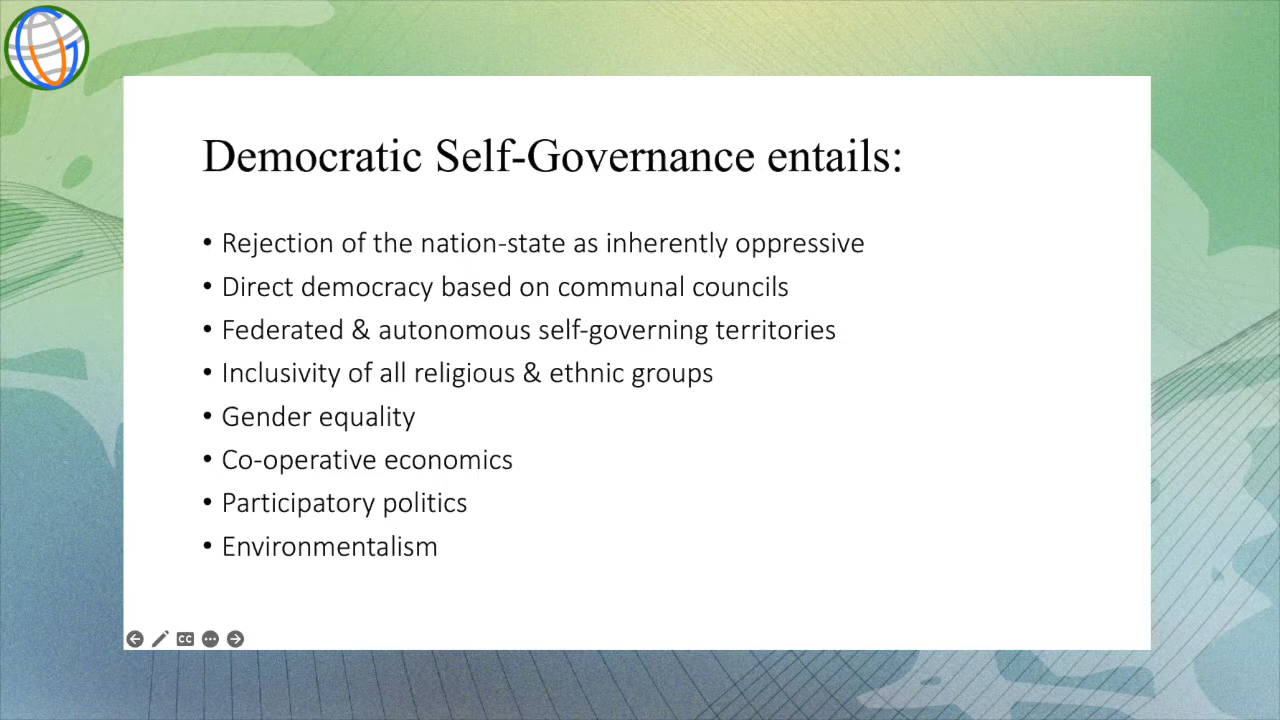 Democratic Self-Governance entails:
• Rejection of the nation-state as inherently oppressive
• Direct democracy based on communal councils
• Federated & autonomous self-governing territories
• Inclusivity of all religious & ethnic groups
• Gender equality
• Co-operative economics
• Participatory politics
• Environmentalism
CC